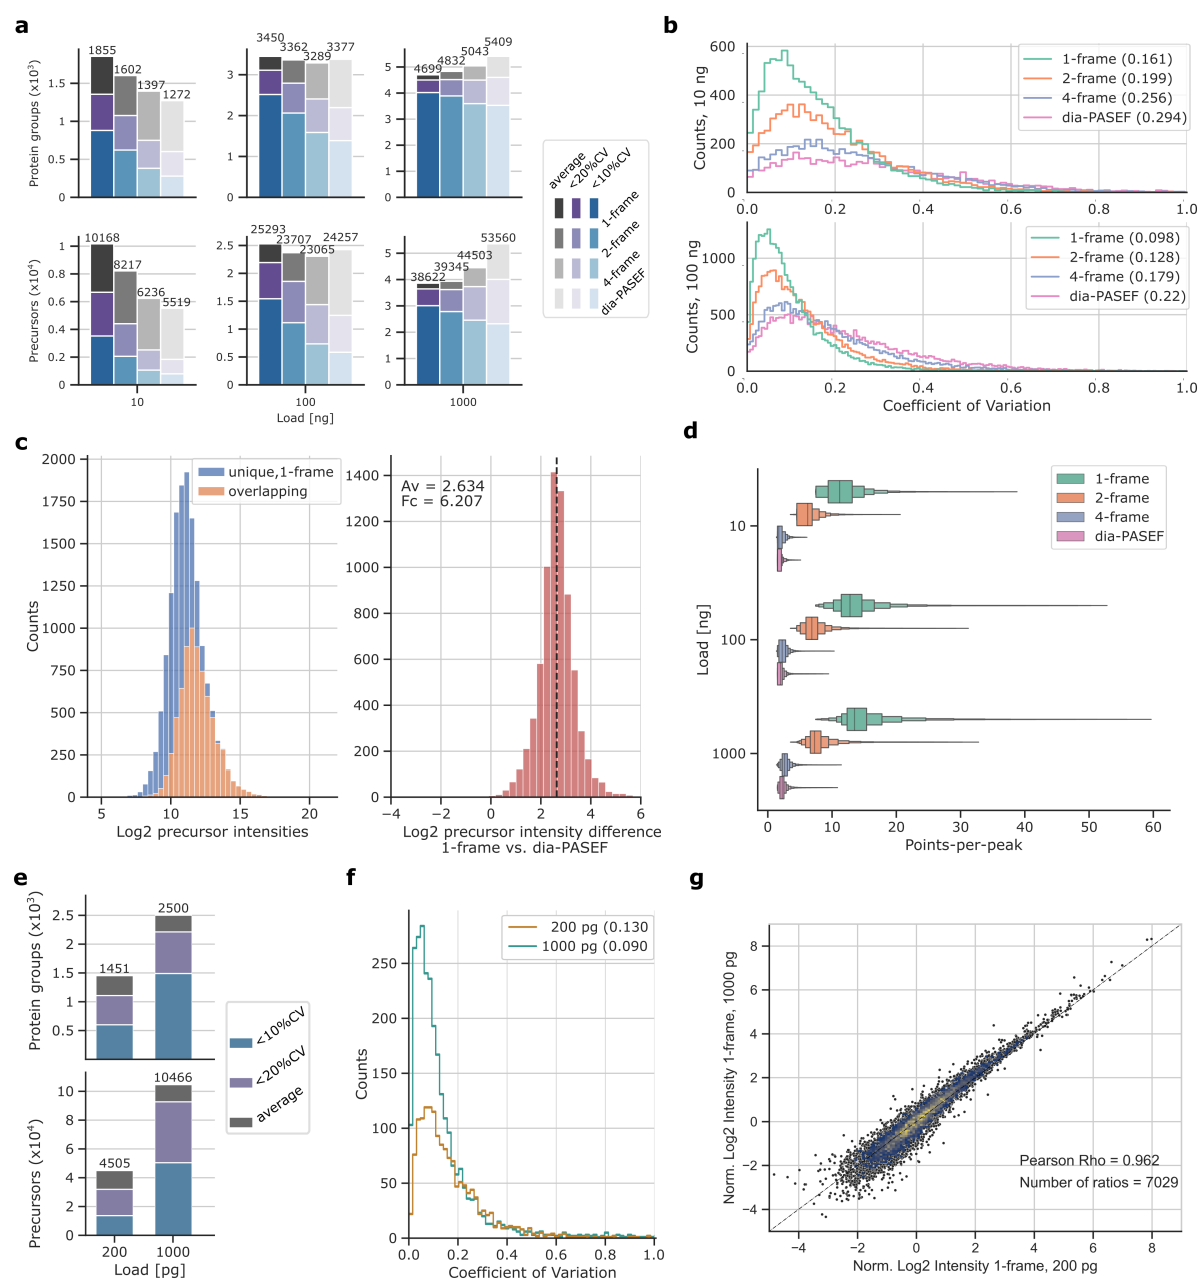 a
Protein groups (x10³)
1.5
1
0.5
0
1855
1602
1397
1272
3
2
1
0
3450
3362
3289
3377
5
4
3
2
1
0
4699
4832
5043
5409
Precursors (x10⁴)
1
0.8
0.6
0.4
0.2
0
10168
8217
6236
5519
10
2.5
2
1.5
1
0.5
0
25293
23707
23065
24257
100
Load [ng]
5
4
3
2
1
0
38622
39345
44503
53560
1000
average
<20%CV
<10%CV
1-frame
2-frame
4-frame
dia-PASEF
b
Counts, 10 ng
600
400
200
0
1-frame (0.161)
2-frame (0.199)
4-frame (0.256)
dia-PASEF (0.294)
0.0 0.2 0.4 0.6 0.8 1.0
Counts, 100 ng
1000
500
0
1-frame (0.098)
2-frame (0.128)
4-frame (0.179)
dia-PASEF (0.22)
0.0 0.2 0.4 0.6 0.8 1.0
Coefficient of Variation
c
Counts
2000
1750
1500
1250
1000
750
500
250
0
unique,1-frame
overlapping
5 10 15 20
Log2 precursor intensities
1400
1200
1000
800
600
400
200
0
Av = 2.634
Fc = 6.207
−4 −2 0 2 4 6
Log2 precursor intensity difference
1-frame vs. dia-PASEF
d
Load [ng]
10
100
1000
1-frame
2-frame
4-frame
dia-PASEF
0 10 20 30 40 50 60
Points-per-peak
e
Protein groups (x10³)
2.5
2
1.5
1
0.5
1451
2500
Precursors (x10⁴)
10
8
6
4
2
0
4505
10466
200 1000
Load [pg]
<10%CV
<20%CV
average
f
Counts
250
200
150
100
50
0
200 pg (0.130
1000 pg (0.090
0.0 0.2 0.4 0.6 0.8 1.0
Coefficient of Variation
g
Norm. Log2 Intensity 1-frame, 1000 pg
8
6
4
2
0
−2
−4
Pearson Rho = 0.962
Number of ratios = 7029
−4 −2 0 2 4 6 8
Norm. Log2 Intensity 1-frame, 200 pg